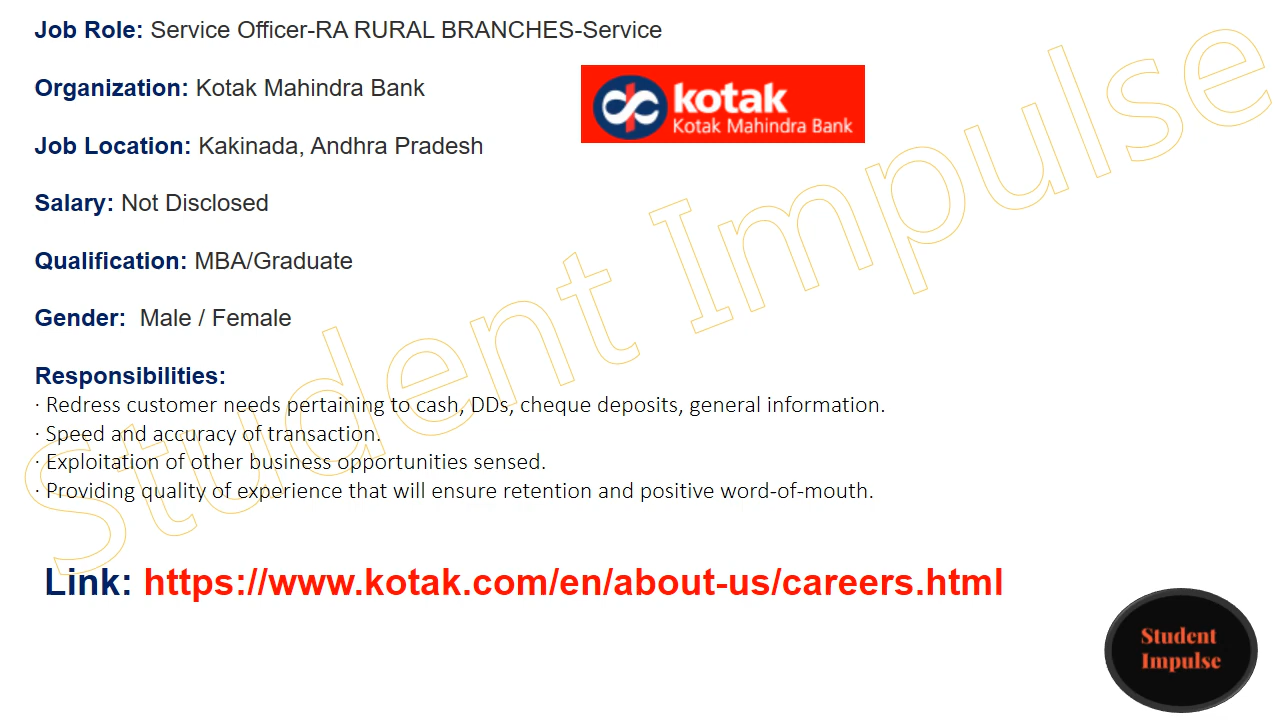 Job Role: Service Officer-RA RURAL BRANCHES-Service
Organization: Kotak Mahindra Bank
kotak
Kotak Mahindra Bank
Job Location: Kakinada, Andhra Pradesh
Salary: Not Disclosed
Qualification: MBA/Graduate
Gender: Male / Female
Responsibilities:
· Redress customer needs pertaining to cash, DDs, cheque deposits, general information.
· Speed and accuracy of transaction.
· Exploitation of other business opportunities sensed.
· Providing quality of experience that will ensure retention and positive word-of-mouth.
Student Impulse
Link: https://www.kotak.com/en/about-us/careers.html
Student
Impulse